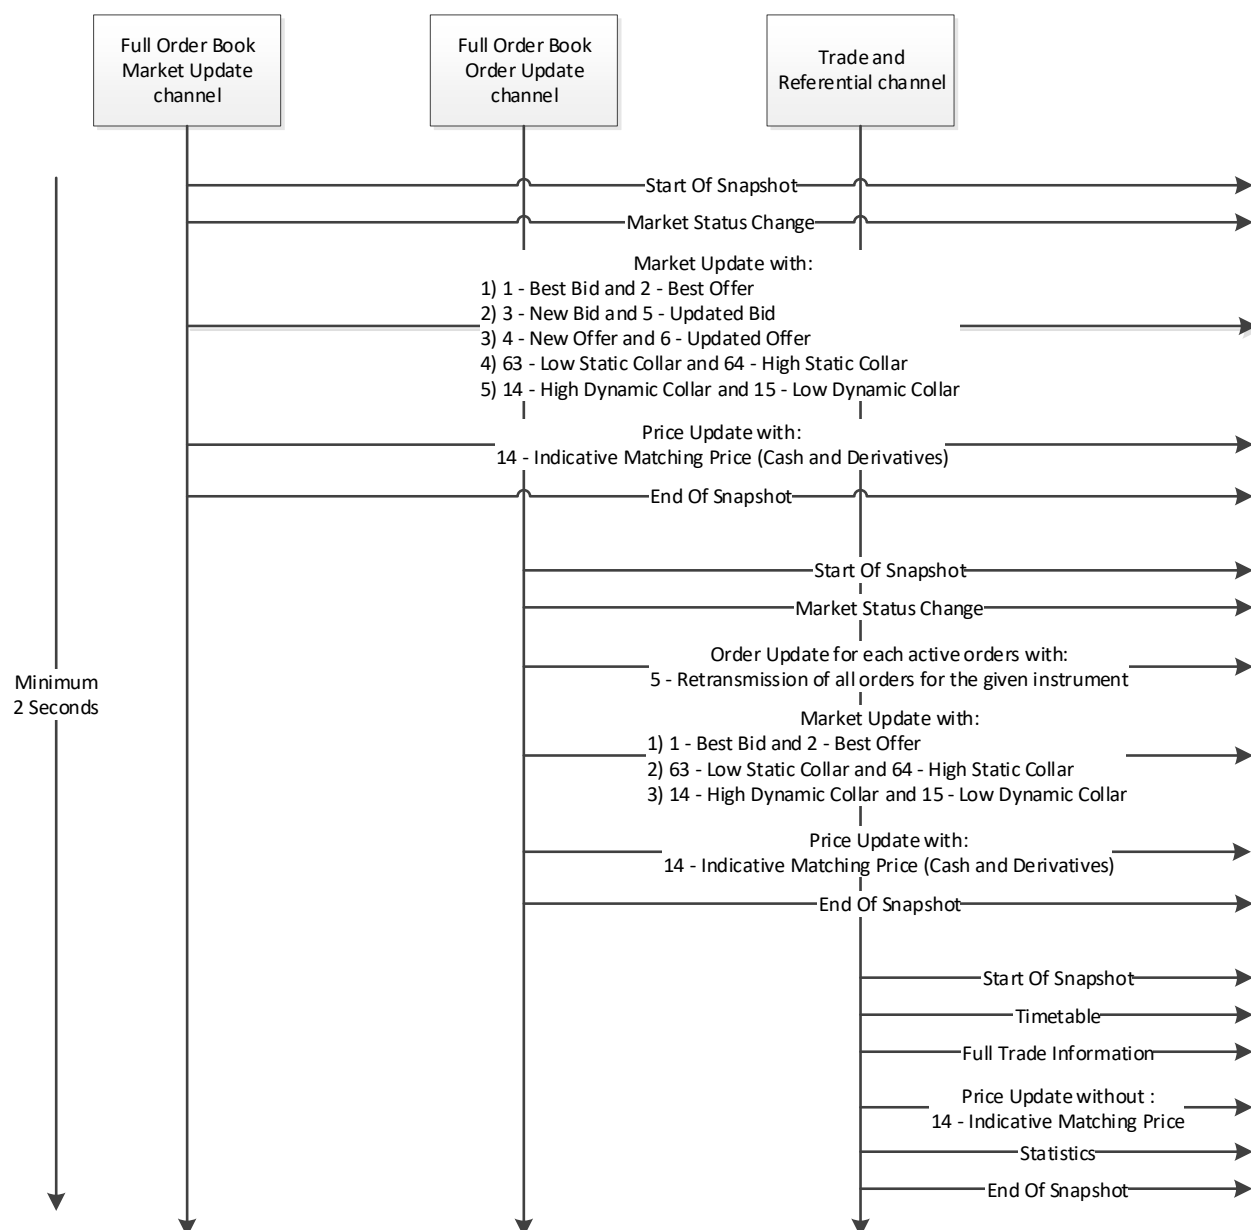 Full Order Book
Market Update
channel
Full Order Book
Order Update
channel
Trade and
Referential channel
Start Of Snapshot
Market Status Change
Market Update with:
1) 1 - Best Bid and 2 - Best Offer
2) 3 - New Bid and 5 - Updated Bid
3) 4 - New Offer and 6 - Updated Offer
4) 63 - Low Static Collar and 64 - High Static Collar
5) 14 - High Dynamic Collar and 15 - Low Dynamic Collar
Price Update with:
14 - Indicative Matching Price (Cash and Derivatives)
End Of Snapshot
Start Of Snapshot
Market Status Change
Order Update for each active orders with:
5 - Retransmission of all orders for the given instrument
Minimum
2 Seconds
Market Update with:
1) 1 - Best Bid and 2 - Best Offer
2) 63 - Low Static Collar and 64 - High Static Collar
3) 14 - High Dynamic Collar and 15 - Low Dynamic Collar
Price Update with:
14 - Indicative Matching Price (Cash and Derivatives)
End Of Snapshot
Start Of Snapshot
Timetable
Full Trade Information
Price Update without :
14 - Indicative Matching Price
Statistics
End Of Snapshot